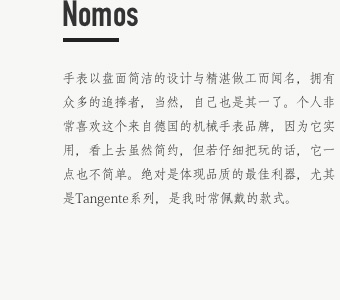 Nomos
手表以盘面简洁的设计与精湛做工而闻名，拥有
众多的追捧者，当然，自己也是其一了。个人非
常喜欢这个来自德国的机械手表品牌，因为它实
用，看上去虽然简约，但若仔细把玩的话，它一
点也不简单。绝对是体现品质的最佳利器，尤其
是Tangente系列，是我时常佩戴的款式。